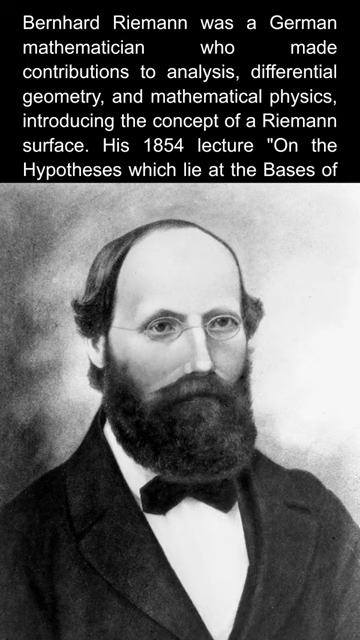 Bernhard Riemann was a German
mathematician who made
contributions to analysis, differential
geometry, and mathematical physics,
introducing the concept of a Riemann
surface. His 1854 lecture "On the
Hypotheses which lie at the Bases of